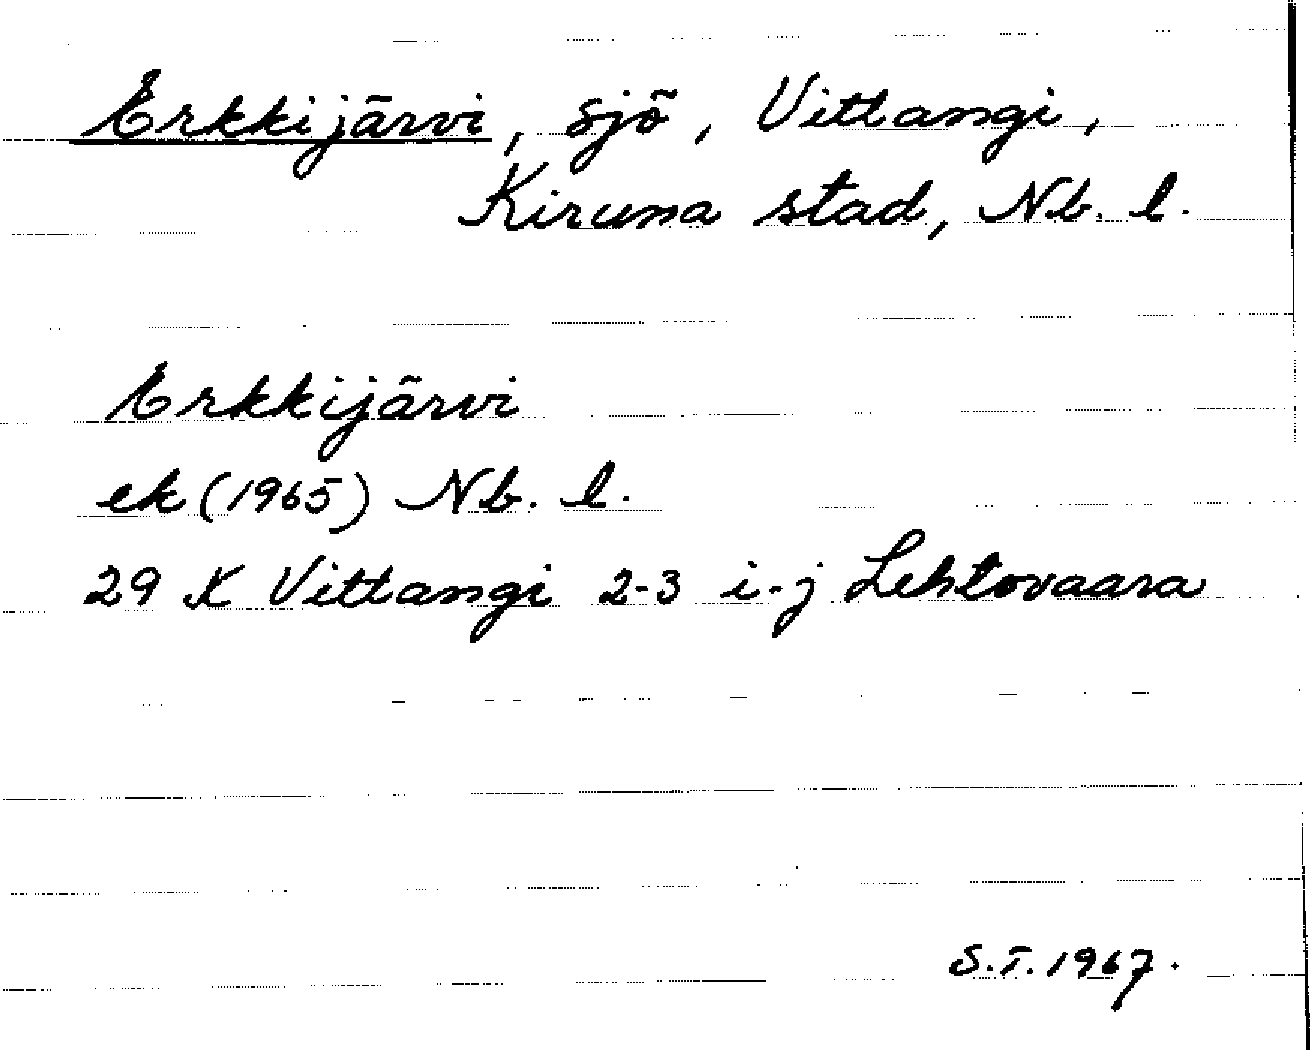 Erkkijärvi, sjö, Vittangi,
Kiruna stad, Nb. l.
Erkkijärvi
ek (1965) Nb. l.
29 K Vittangi 2-3 i-j Lehtovaara
S.T. 1967.